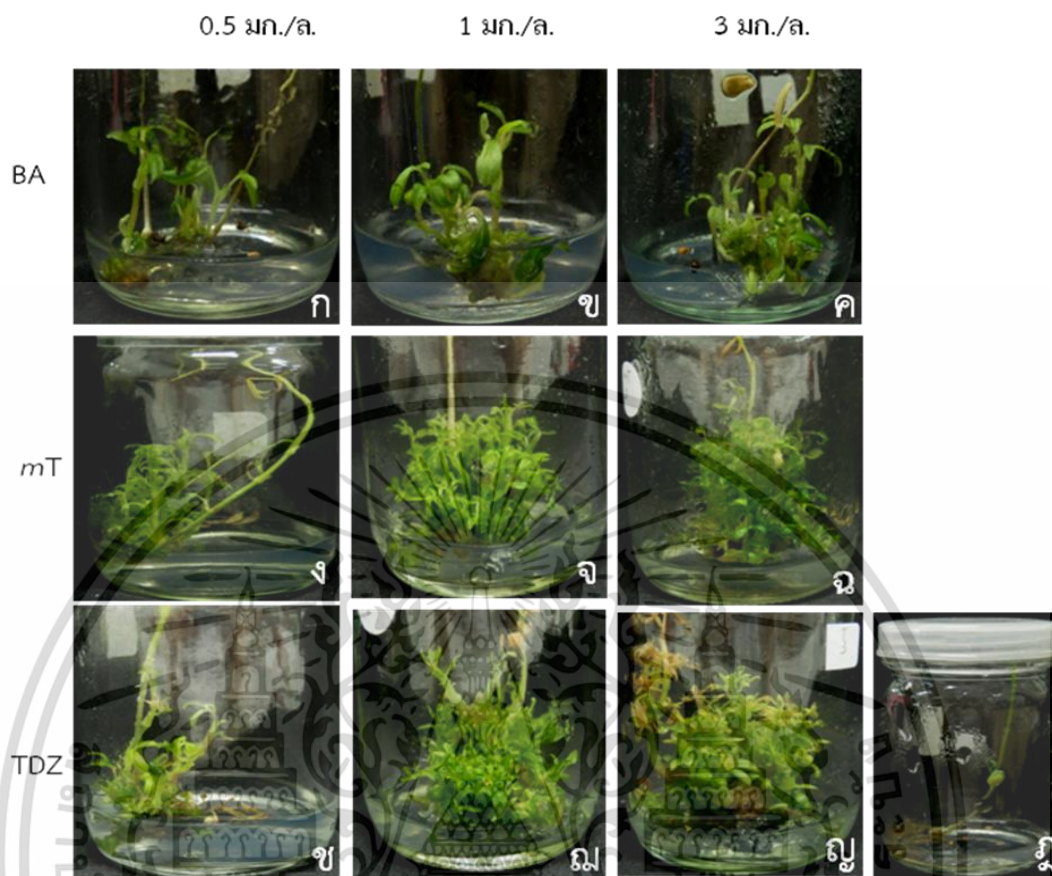 0.5 มก./ล. 1 มก./ล. 3 มก./ล.
BA
ก ข ค
mT
ง จ ฉ
3
TDZ
ช ฌ ญ